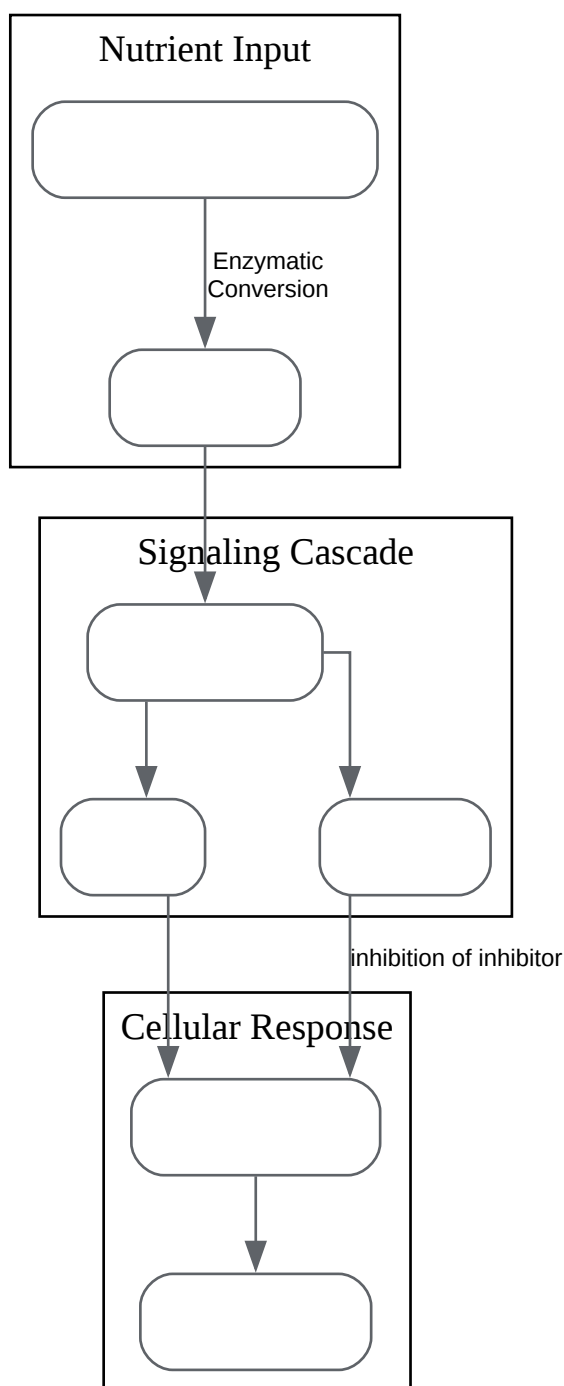 Nutrient Input
Enzymatic
Conversion
Signaling Cascade
inhibition of inhibitor
Cellular Response